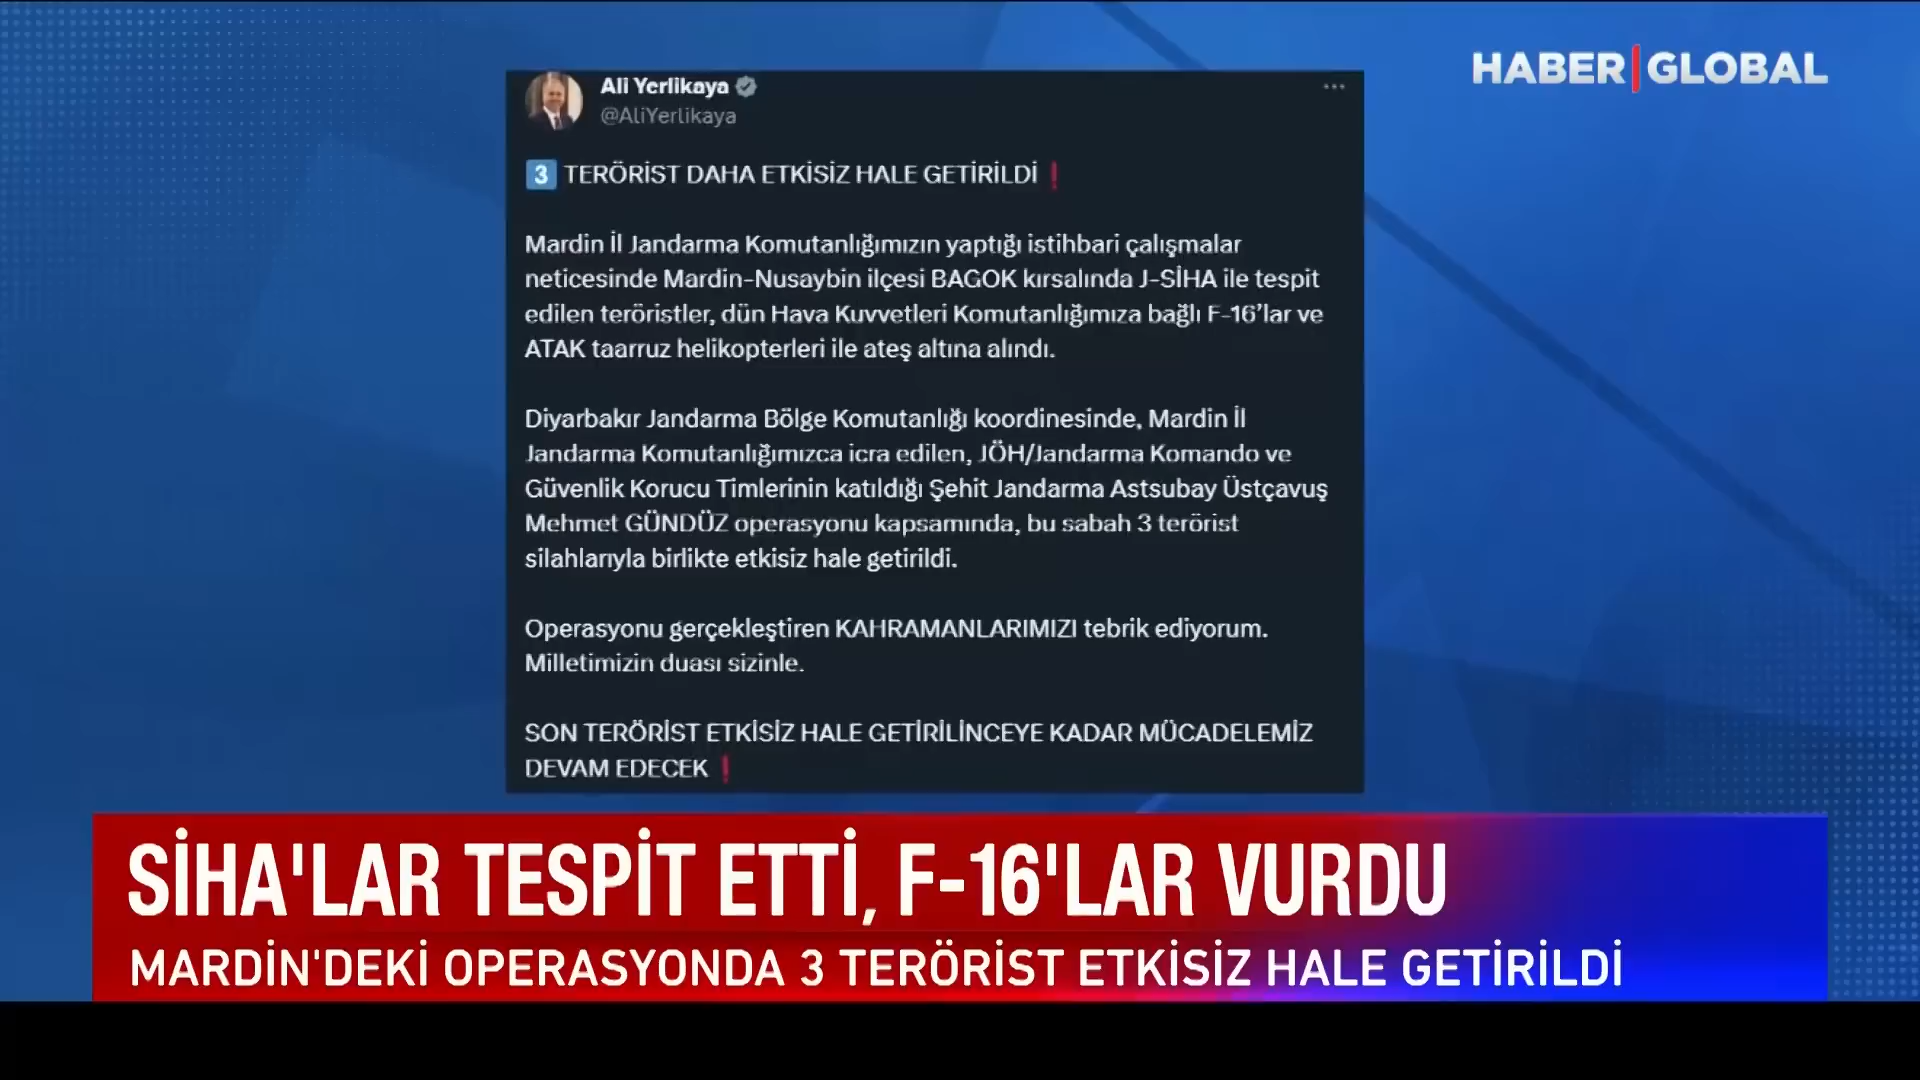 HABER|GLOBAL
Ali Yerlikaya
@AliYerlikaya
3 TERÖRİST DAHA ETKİSİZ HALE GETİRİLDİ❗
Mardin İl Jandarma Komutanlığımızın yaptığı istihbari çalışmalar
neticesinde Mardin-Nusaybin ilçesi BAGOK kırsalında J-SİHA ile tespit
edilen teröristler, dün Hava Kuvvetleri Komutanlığımıza bağlı F-16’lar ve
ATAK taarruz helikopterleri ile ateş altına alındı.
Diyarbakır Jandarma Bölge Komutanlığı koordinesinde, Mardin İl
Jandarma Komutanlığımızca icra edilen, JÖH/Jandarma Komando ve
Güvenlik Korucu Timlerinin katıldığı Şehit Jandarma Astsubay Üstçavuş
Mehmet GÜNDÜZ operasyonu kapsamında, bu sabah 3 terörist
silahlarıyla birlikte etkisiz hale getirildi.
Operasyonu gerçekleştiren KAHRAMANLARIMIZI tebrik ediyorum.
Milletimizin duası sizinle.
SON TERÖRİST ETKİSİZ HALE GETİRİLİNCEYE KADAR MÜCADELEMİZ
DEVAM EDECEK❗
SİHA'LAR TESPİT ETTİ, F-16'LAR VURDU
MARDİN'DEKİ OPERASYONDA 3 TERÖRİST ETKİSİZ HALE GETİRİLDİ